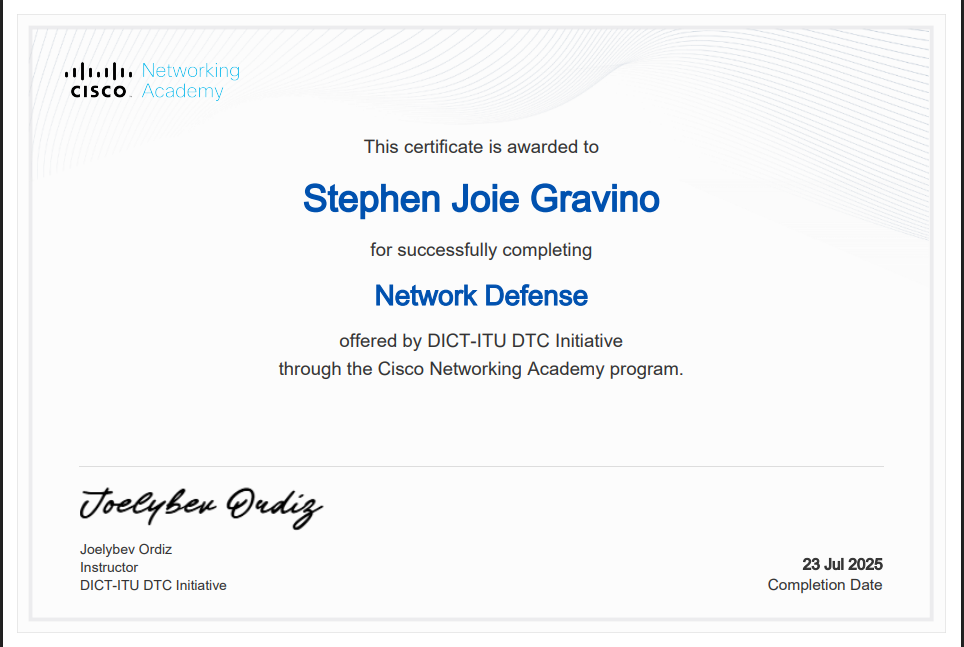 Networking
CISCO Academy
This certificate is awarded to
Stephen Joie Gravino
for successfully completing
Network Defense
offered by DICT-ITU DTC Initiative
through the Cisco Networking Academy program.
Joelybev Ordiz
Joelybev Ordiz
Instructor
DICT-ITU DTC Initiative
23 Jul 2025
Completion Date